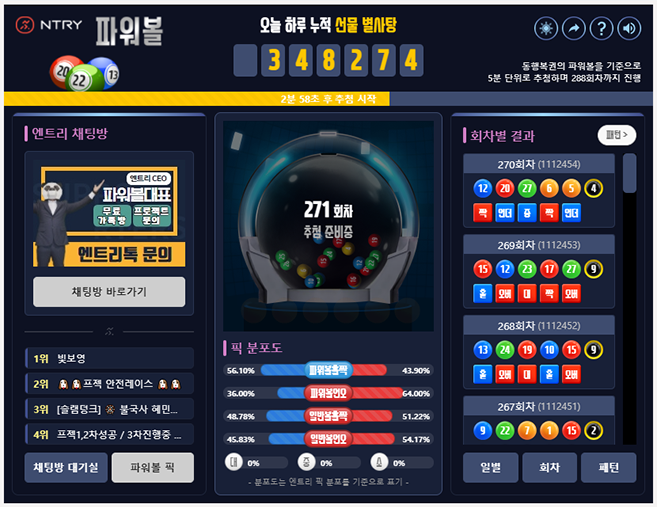 NTRY 파워볼
오늘 하루 누적 선물 별사탕
348274
동행복권의 파워볼을 기준으로
5분 단위로 추첨하며 288회차까지 진행
20 22 13
2분 58초 후 추첨 시작
엔트리 채팅방
엔트리 CEO
파워볼대표
무료
가족방
프로젝트
문의
엔트리톡 문의
채팅방 바로가기
1위 빛보영
2위 프젝 안전레이스
3위 [슬램덩크] 불국사 혜민...
4위 프젝1,2차성공 / 3차진행중 ...
채팅방 대기실
파워볼 픽
271 회차
추첨 준비중
픽 분포도
56.10% 파워볼홀짝 43.90%
36.00% 파워볼언오 64.00%
48.78% 일반볼홀짝 51.22%
45.83% 일반볼언오 54.17%
대 0% 중 0% 소 0%
- 분포도는 엔트리 픽 분포를 기준으로 표기 -
회차별 결과
패턴 >
270회차 (1112454)
12 20 27 6 5 4
짝 언더 중 짝 언더
269회차 (1112453)
15 12 23 17 27 9
홀 오버 대 짝 오버
268회차 (1112452)
13 24 19 10 15 9
홀 오버 대 홀 오버
267회차 (1112451)
9 22 7 1 15 2
일별
회차
패턴